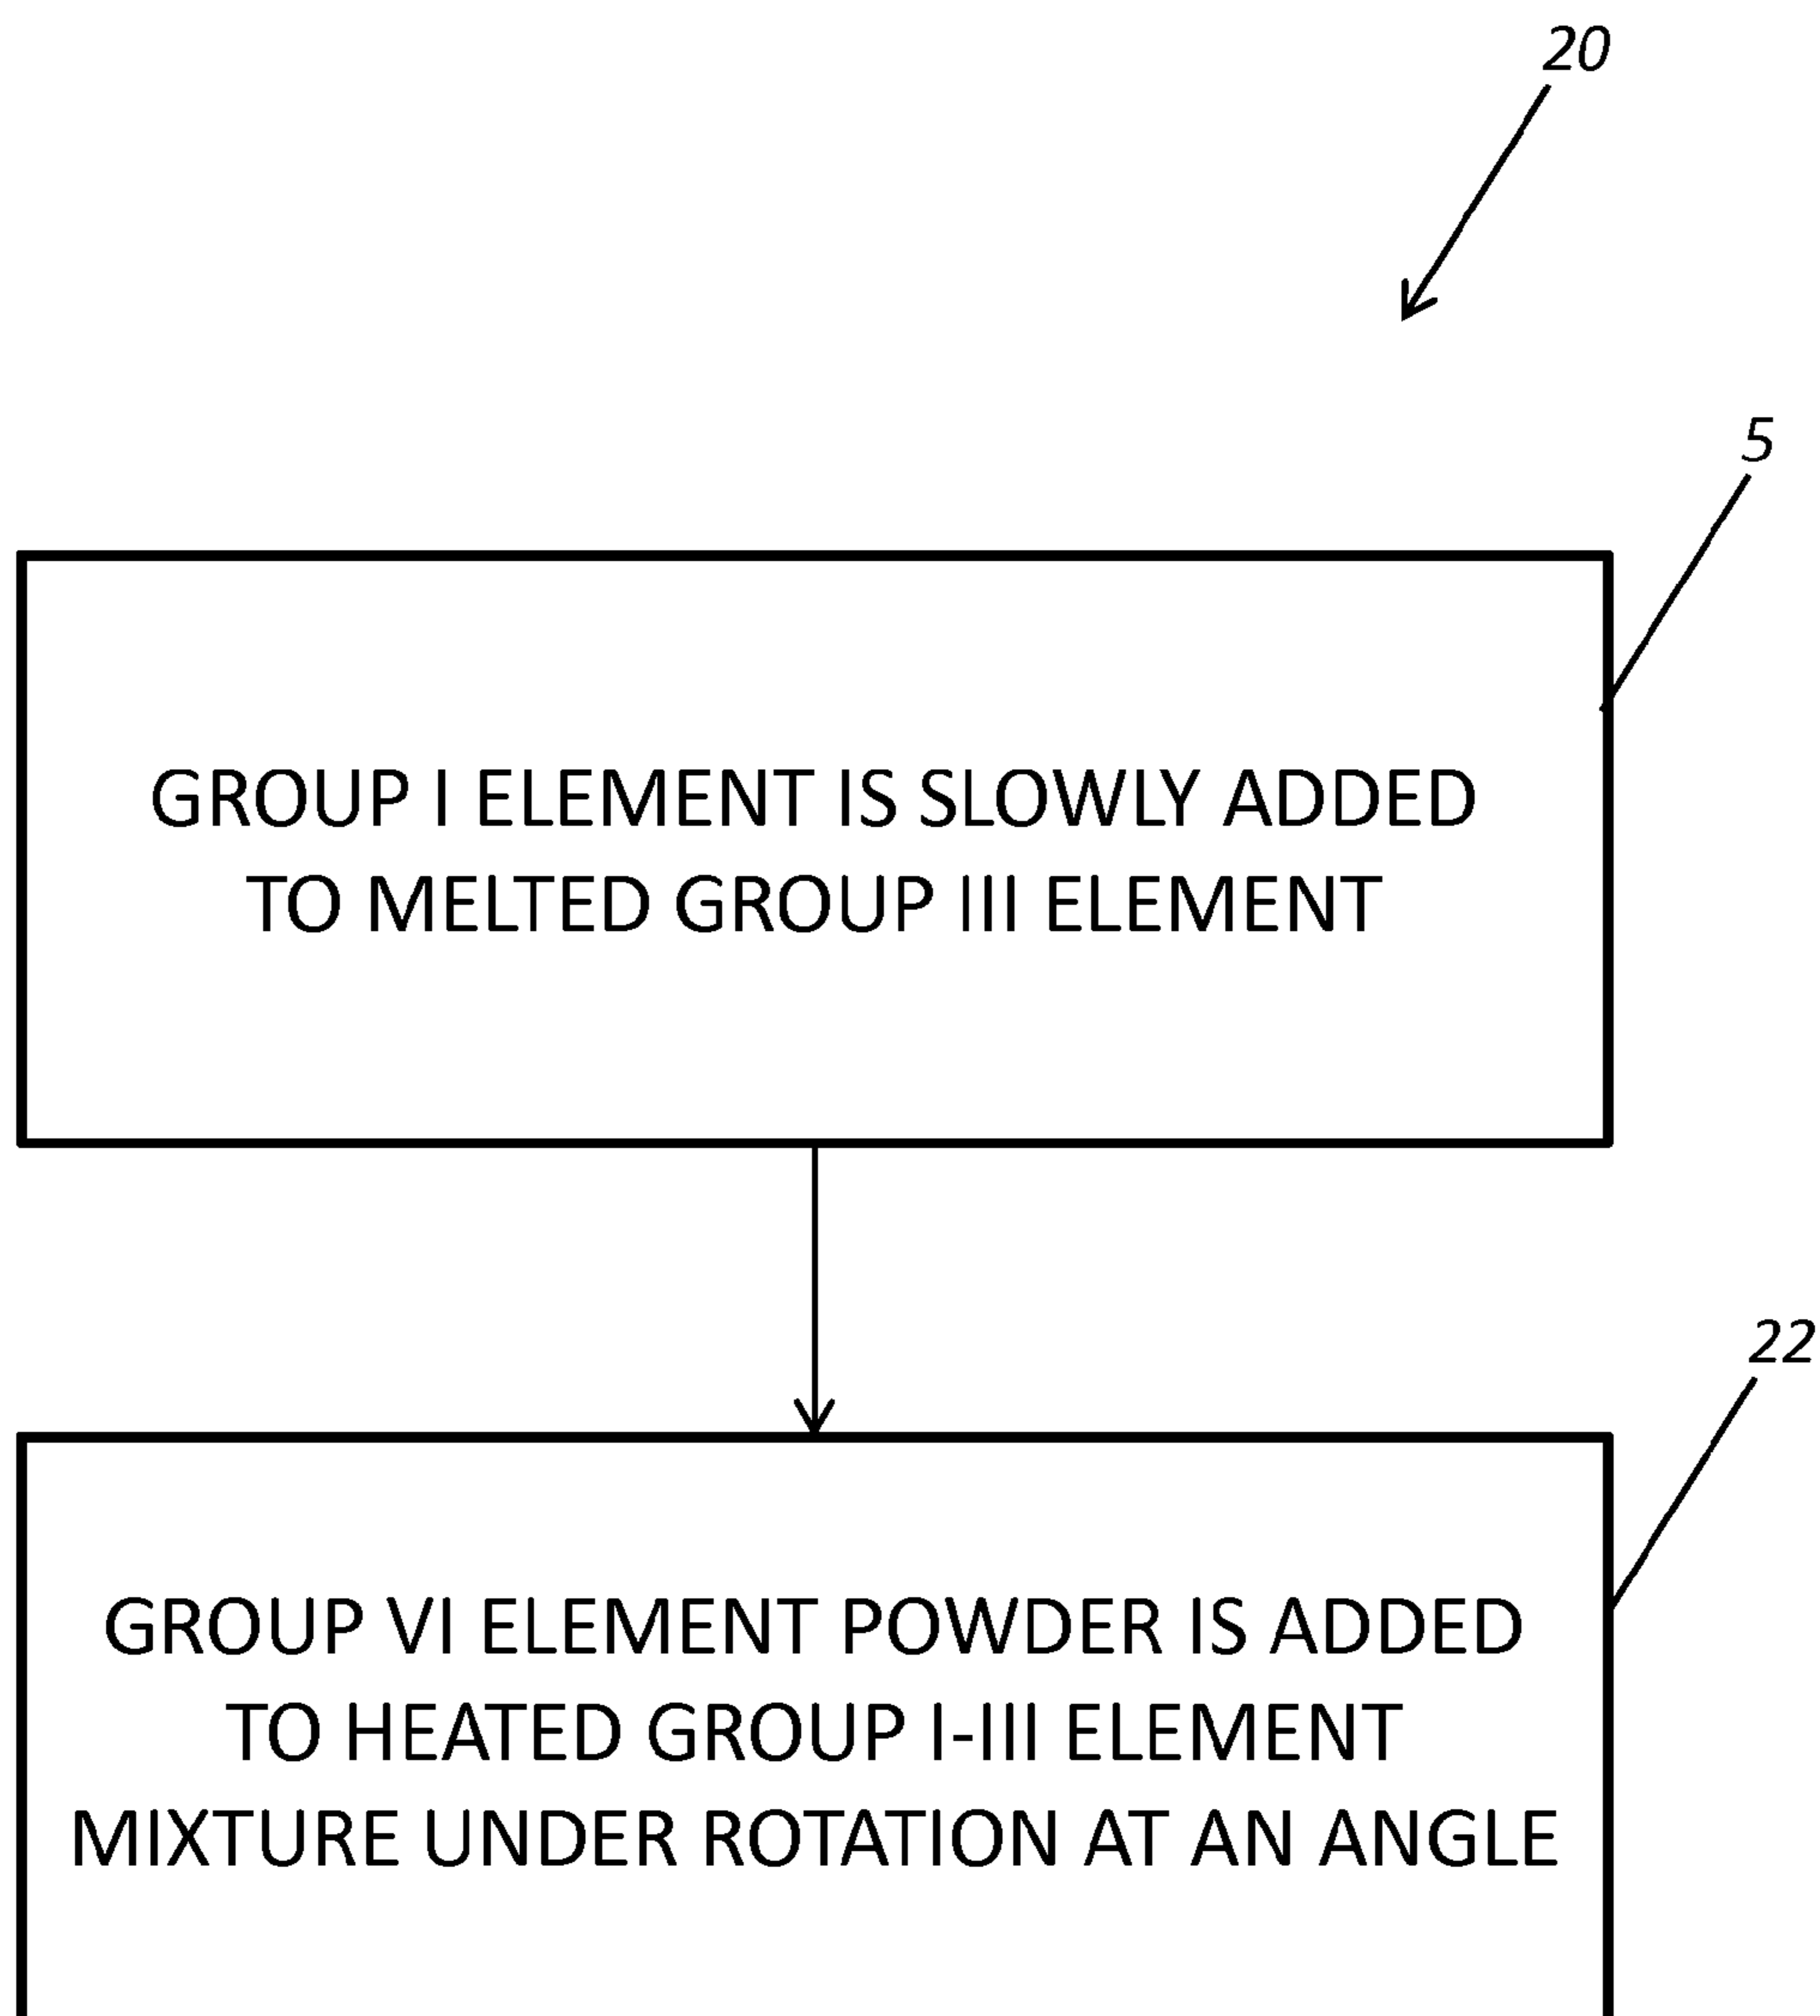 20
5
GROUP I ELEMENT IS SLOWLY ADDED
TO MELTED GROUP III ELEMENT
22
GROUP VI ELEMENT POWDER IS ADDED
TO HEATED GROUP I-III ELEMENT
MIXTURE UNDER ROTATION AT AN ANGLE